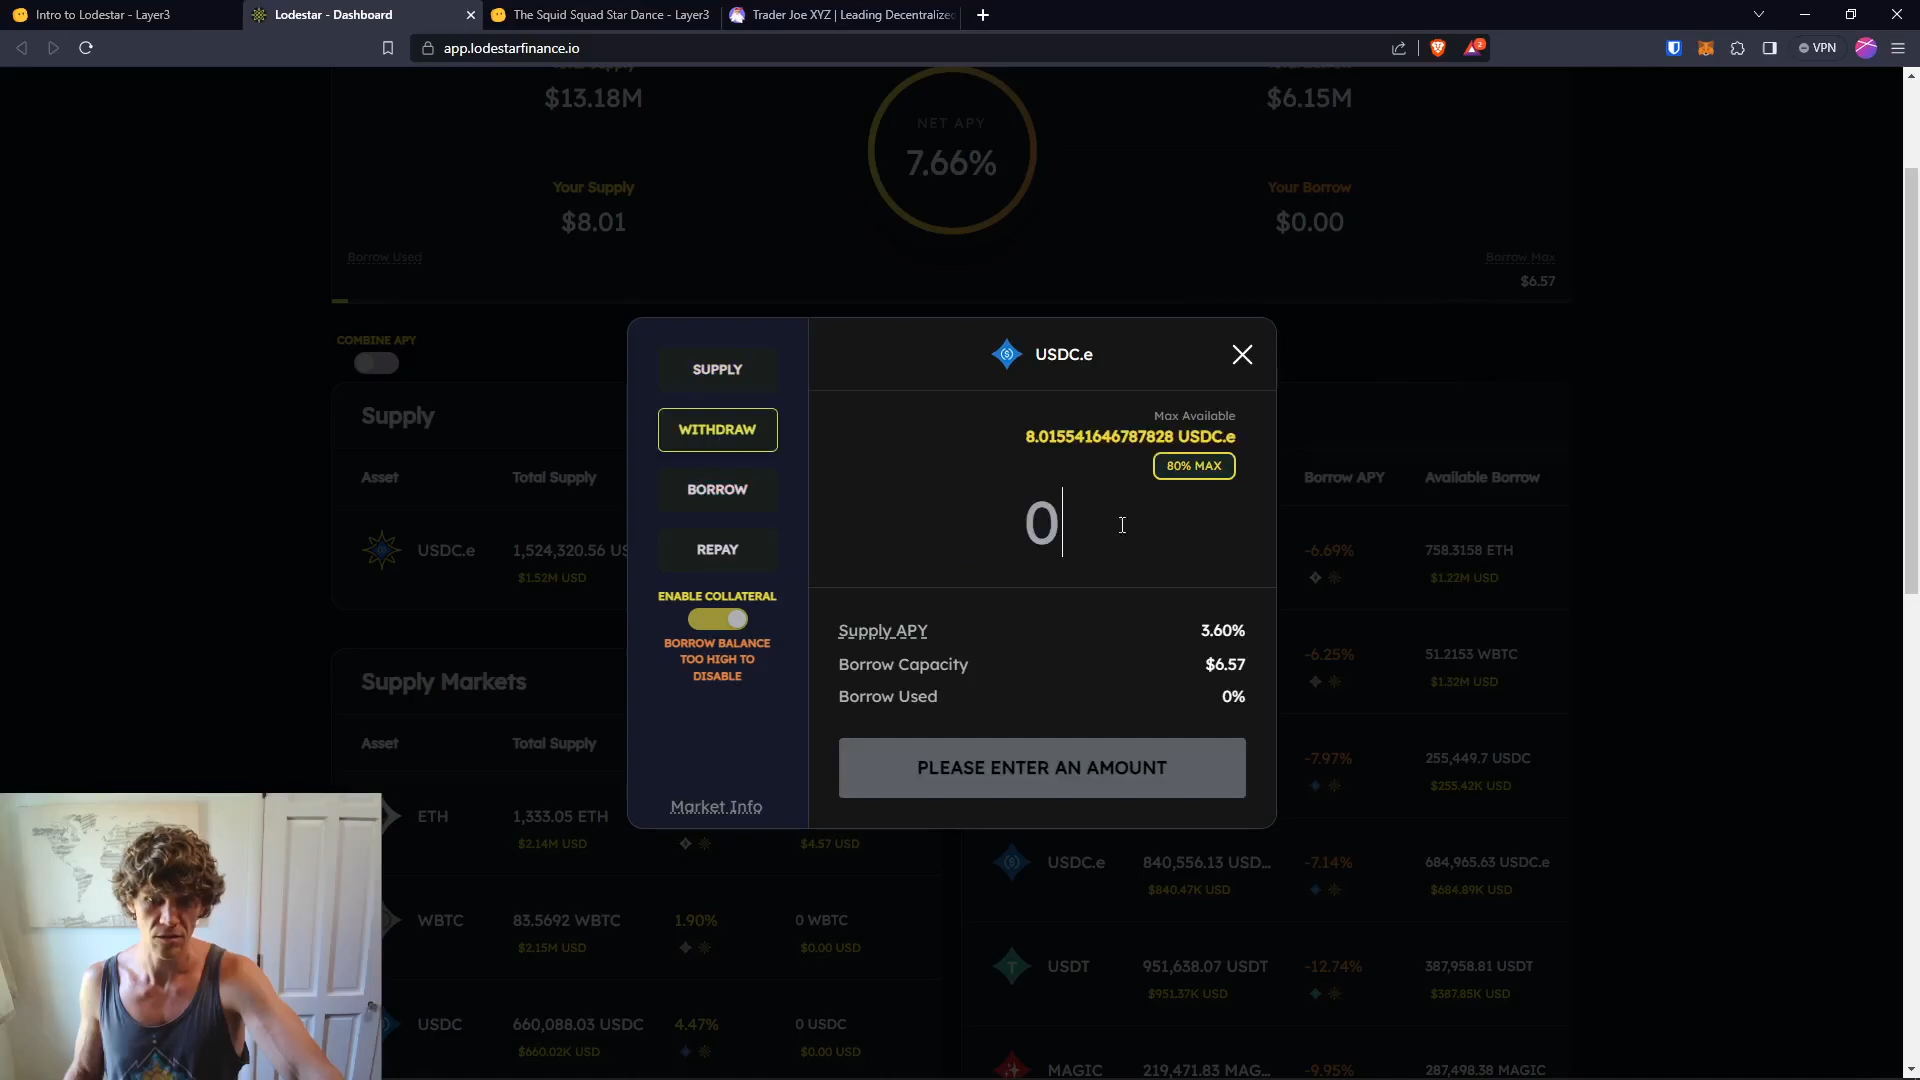 Intro to Lodestar - Layer3
Lodestar - Dashboard
The Squid Squad Star Dance - Layer3
Trader Joe XYZ | Leading Decentralized
app.lodestarfinance.io
2
VPN
$13.18M
$6.15M
NET APY
7.66%
Your Supply
$8.01
Your Borrow
$0.00
Borrow Used
Borrow Max
$6.57
COMBINE APY
Supply
Asset
Total Supply
Borrow APY
Available Borrow
USDC.e
1,524,320.56 US
$1.52M USD
-6.69%
758.3158 ETH
$1.22M USD
Supply Markets
-6.25%
51.2153 WBTC
$1.32M USD
Asset
Total Supply
-7.97%
255,449.7 USDC
$255.42K USD
ETH
1,333.05 ETH
$2.14M USD
$4.57 USD
USDC.e
840,556.13 USD...
$840.47K USD
-7.14%
684,965.63 USDC.e
$684.89K USD
WBTC
83.5692 WBTC
$2.15M USD
1.90%
0 WBTC
$0.00 USD
USDT
951,638.07 USDT
$951.37K USD
-12.74%
387,958.81 USDT
$387.85K USD
USDC
660,088.03 USDC
$660.02K USD
4.47%
0 USDC
$0.00 USD
MAGIC
219,471.83 MAG...
-9.95%
287,498.38 MAGIC
SUPPLY
WITHDRAW
BORROW
REPAY
ENABLE COLLATERAL
BORROW BALANCE
TOO HIGH TO
DISABLE
Market Info
USDC.e
Max Available
8.015541646787828 USDC.e
80% MAX
0
Supply APY
3.60%
Borrow Capacity
$6.57
Borrow Used
0%
PLEASE ENTER AN AMOUNT